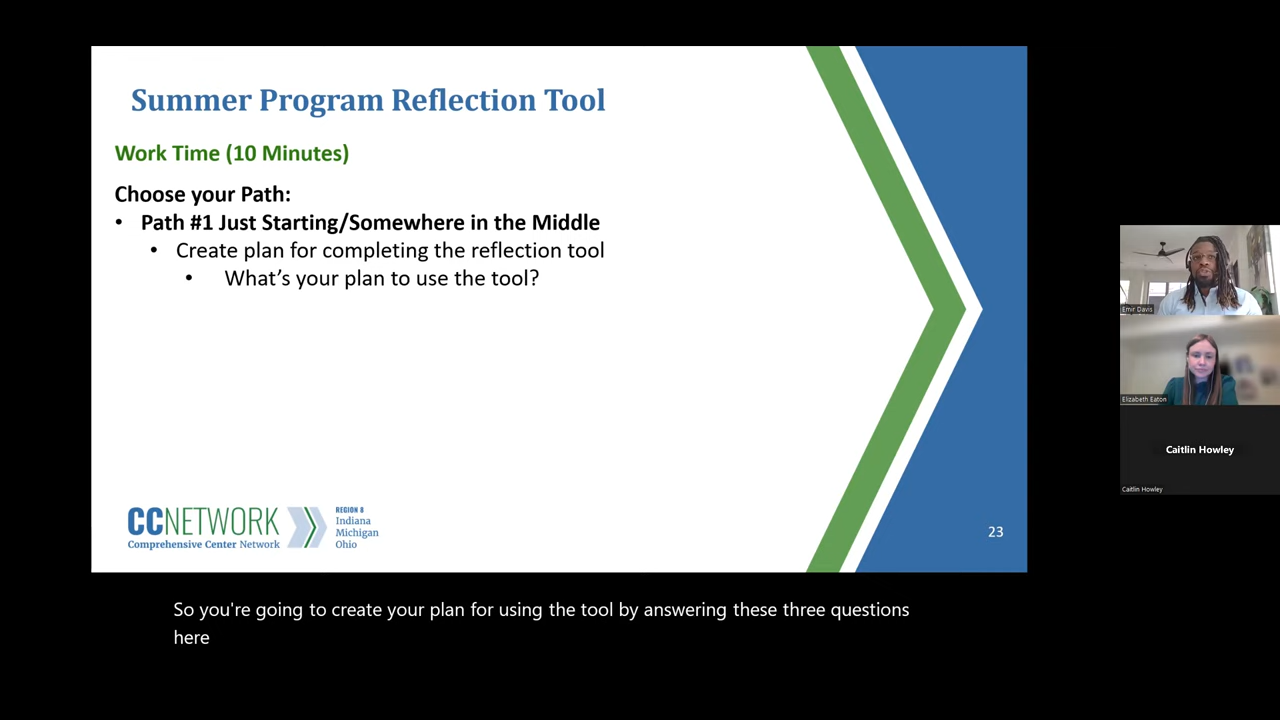 Summer Program Reflection Tool
Work Time (10 Minutes)
Choose your Path:
• Path #1 Just Starting/Somewhere in the Middle
• Create plan for completing the reflection tool
• What's your plan to use the tool?
CCNETWORK
Comprehensive Center Network
REGION 8
Indiana
Michigan
Ohio
23
Emir Davis
Elizabeth Eaton
Caitlin Howley
Caitlin Howley
So you're going to create your plan for using the tool by answering these three questions
here